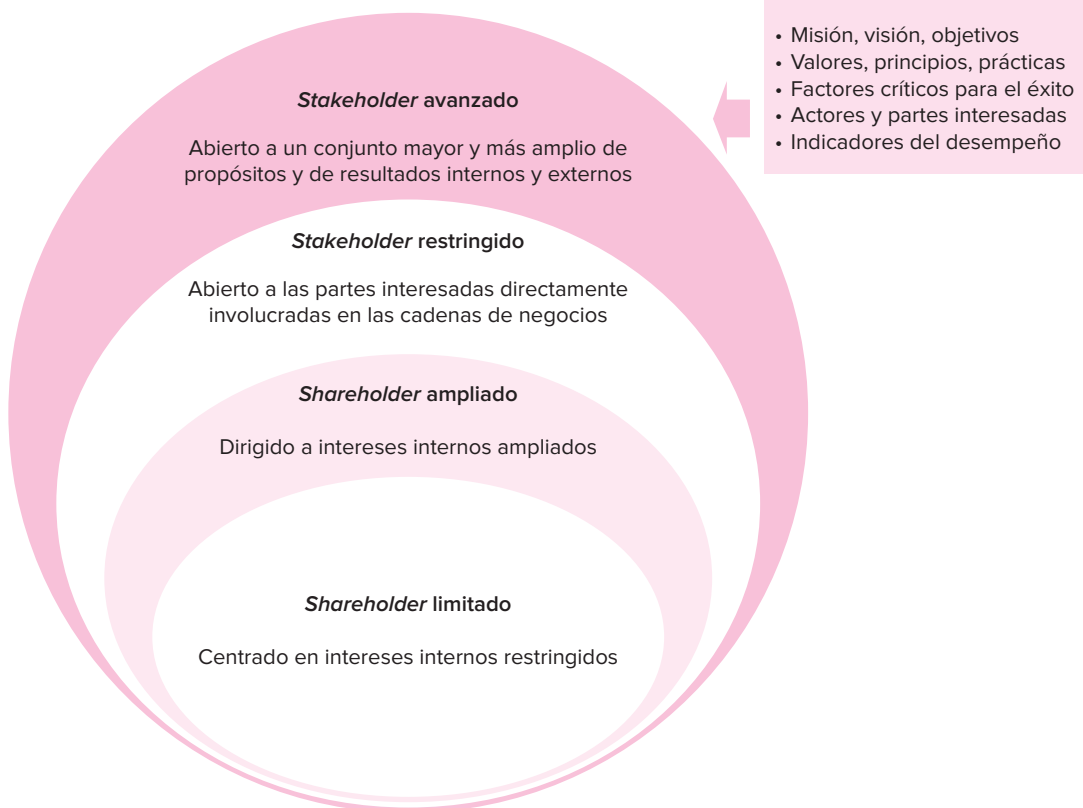 • Misión, visión, objetivos
• Valores, principios, prácticas
• Factores críticos para el éxito
• Actores y partes interesadas
• Indicadores del desempeño
Stakeholder avanzado
Abierto a un conjunto mayor y más amplio de
propósitos y de resultados internos y externos
Stakeholder restringido
Abierto a las partes interesadas directamente
involucradas en las cadenas de negocios
Shareholder ampliado
Dirigido a intereses internos ampliados
Shareholder limitado
Centrado en intereses internos restringidos